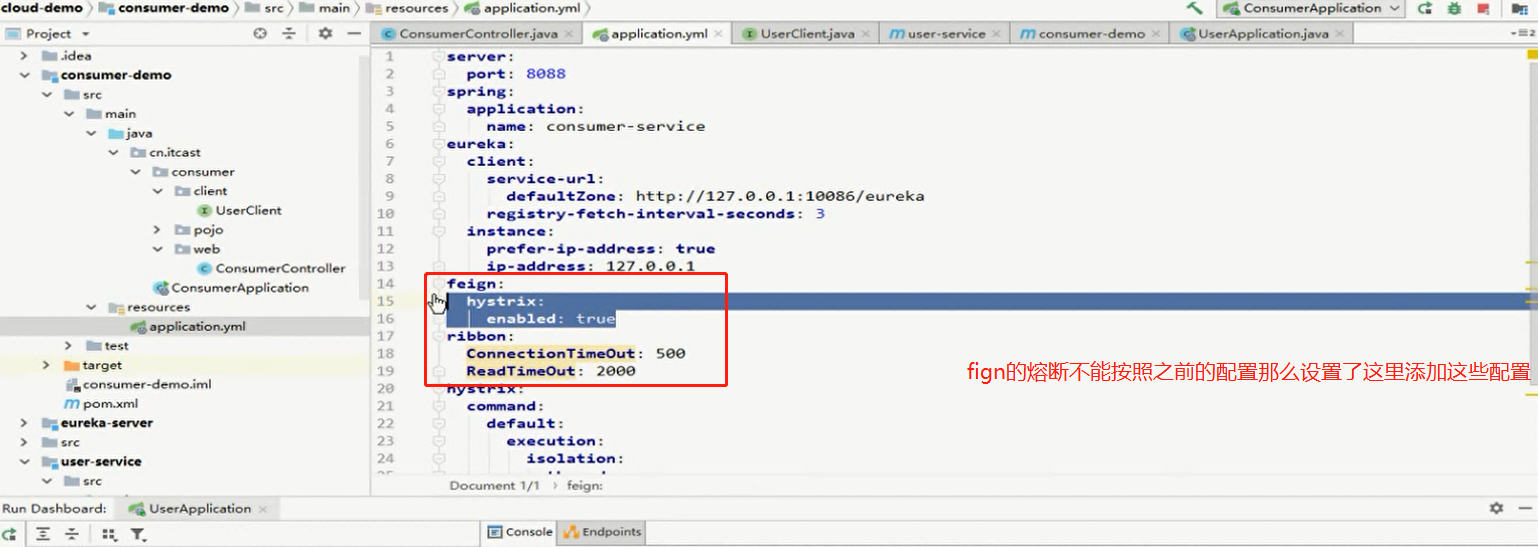 cloud-demo consumer-demo src main resources application.yml
ConsumerApplication
Project
ConsumerController.java application.yml UserClient.java user-service consumer-demo UserApplication.java
.idea
consumer-demo
src
main
java
cn.itcast
consumer
client
UserClient
pojo
web
ConsumerController
ConsumerApplication
resources
application.yml
test
target
consumer-demo.iml
pom.xml
eureka-server
src
user-service
src
1 server:
2 port: 8088
3 spring:
4 application:
5 name: consumer-service
6 eureka:
7 client:
8 service-url:
9 defaultZone: http://127.0.0.1:10086/eureka
10 registry-fetch-interval-seconds: 3
11 instance:
12 prefer-ip-address: true
13 ip-address: 127.0.0.1
14 feign:
15 hystrix:
16 enabled: true
17 ribbon:
18 ConnectionTimeOut: 500
19 ReadTimeOut: 2000
20 hystrix:
21 command:
22 default:
23 execution:
24 isolation:
fign的熔断不能按照之前的配置那么设置了这里添加这些配置
Document 1/1 feign:
Run Dashboard: UserApplication
Console Endpoints